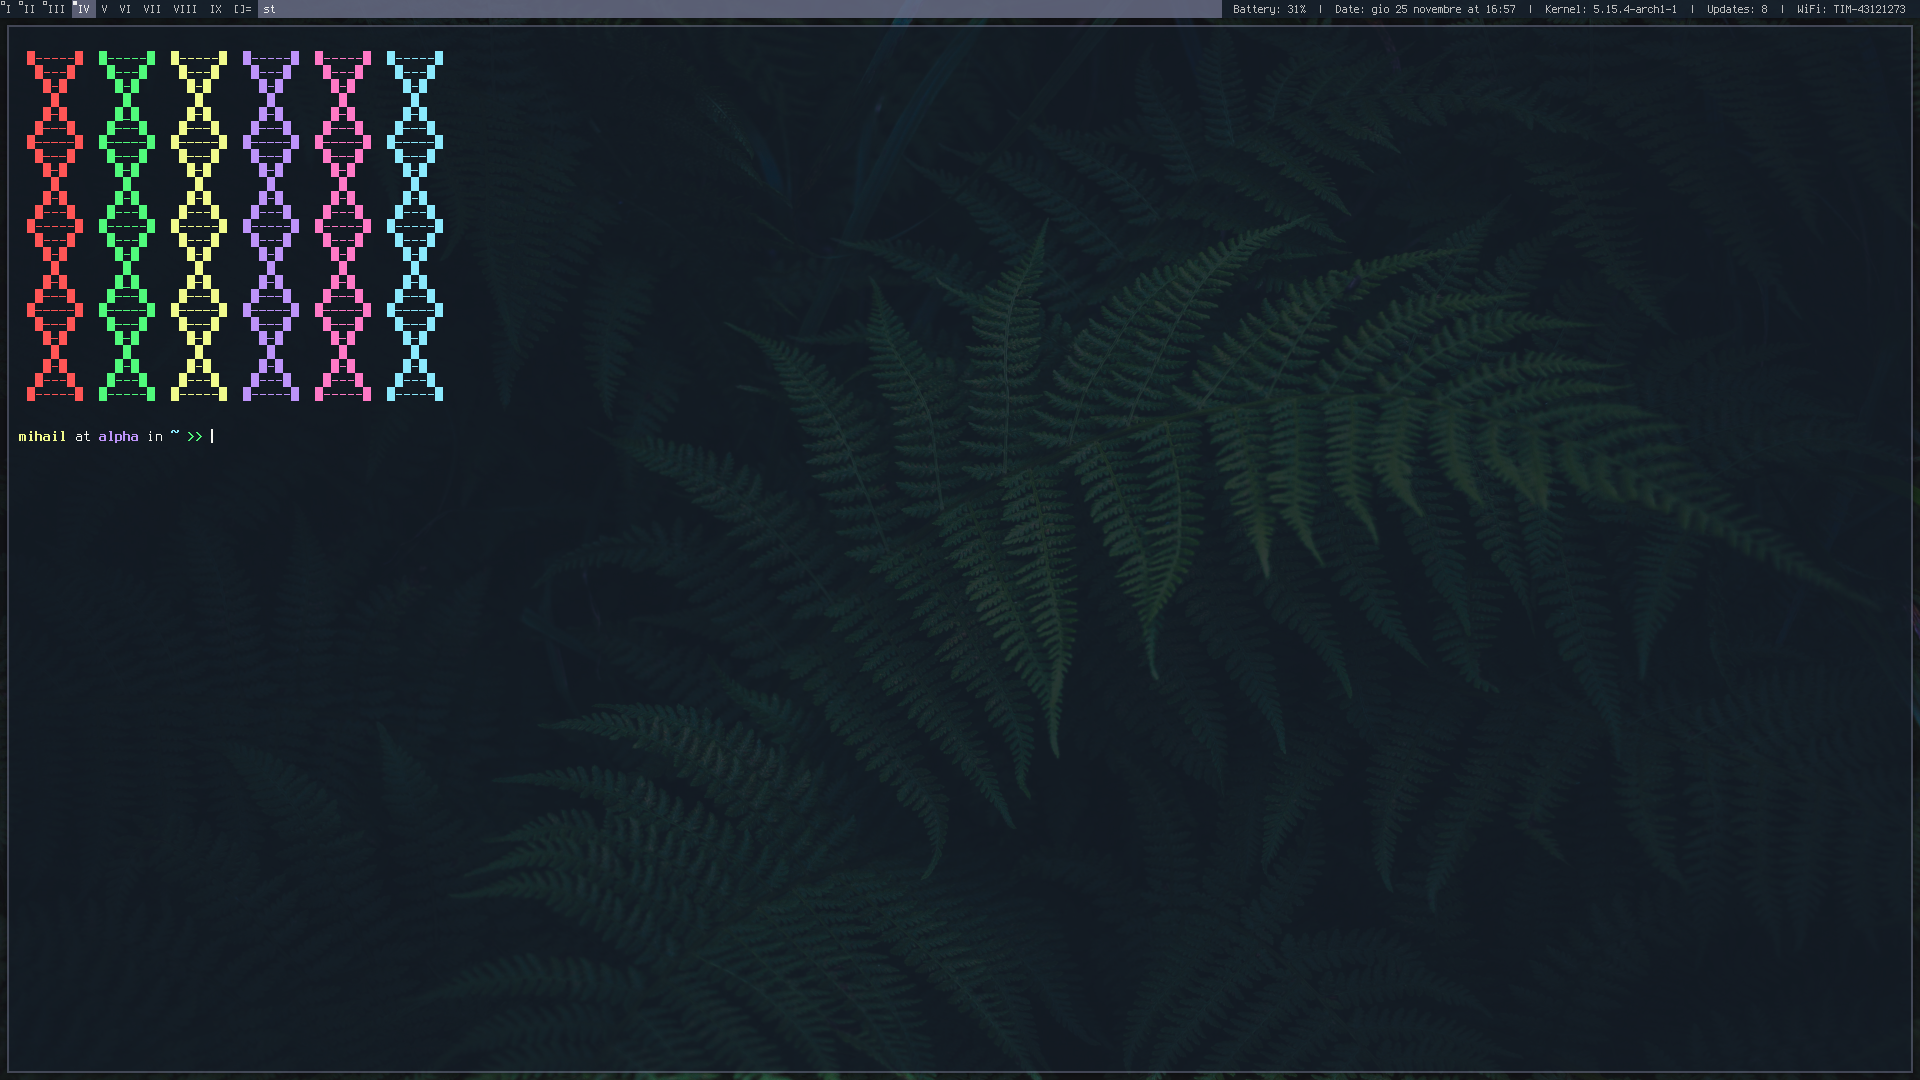 I II III IV V VI VII VIII IX []= st Battery: 31% | Date: gio 25 novembre at 16:57 | Kernel: 5.15.4-arch1-1 | Updates: 8 | WiFi: TIM-43121273
mihail at alpha in ~ >>